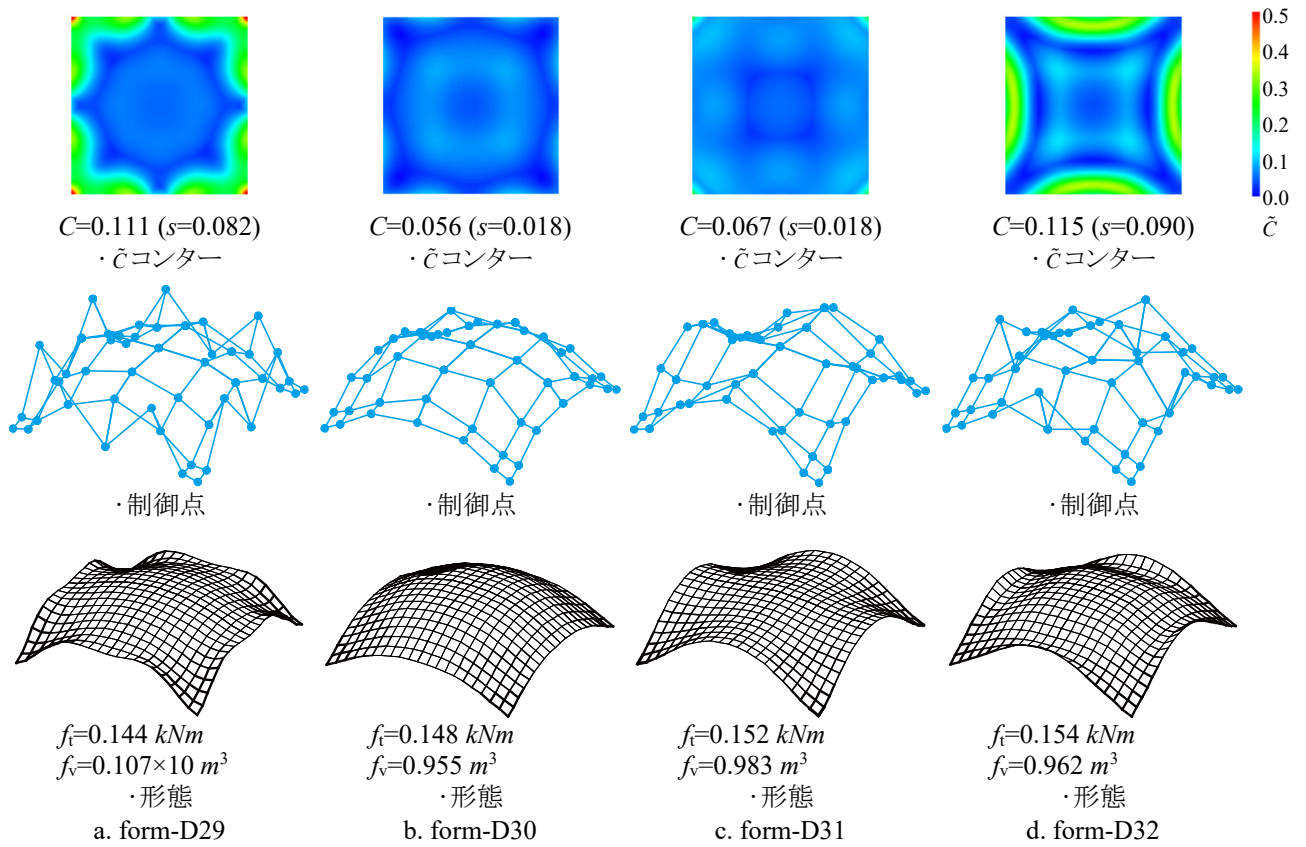 0.5
0.4
0.3
0.2
0.1
0.0
C̃
C=0.111 (s=0.082)
・C̃コンター
C=0.056 (s=0.018)
・C̃コンター
C=0.067 (s=0.018)
・C̃コンター
C=0.115 (s=0.090)
・C̃コンター
・制御点
・制御点
・制御点
・制御点
ft=0.144 kNm
fv=0.107×10 m³
・形態
a. form-D29
ft=0.148 kNm
fv=0.955 m³
・形態
b. form-D30
ft=0.152 kNm
fv=0.983 m³
・形態
c. form-D31
ft=0.154 kNm
fv=0.962 m³
・形態
d. form-D32